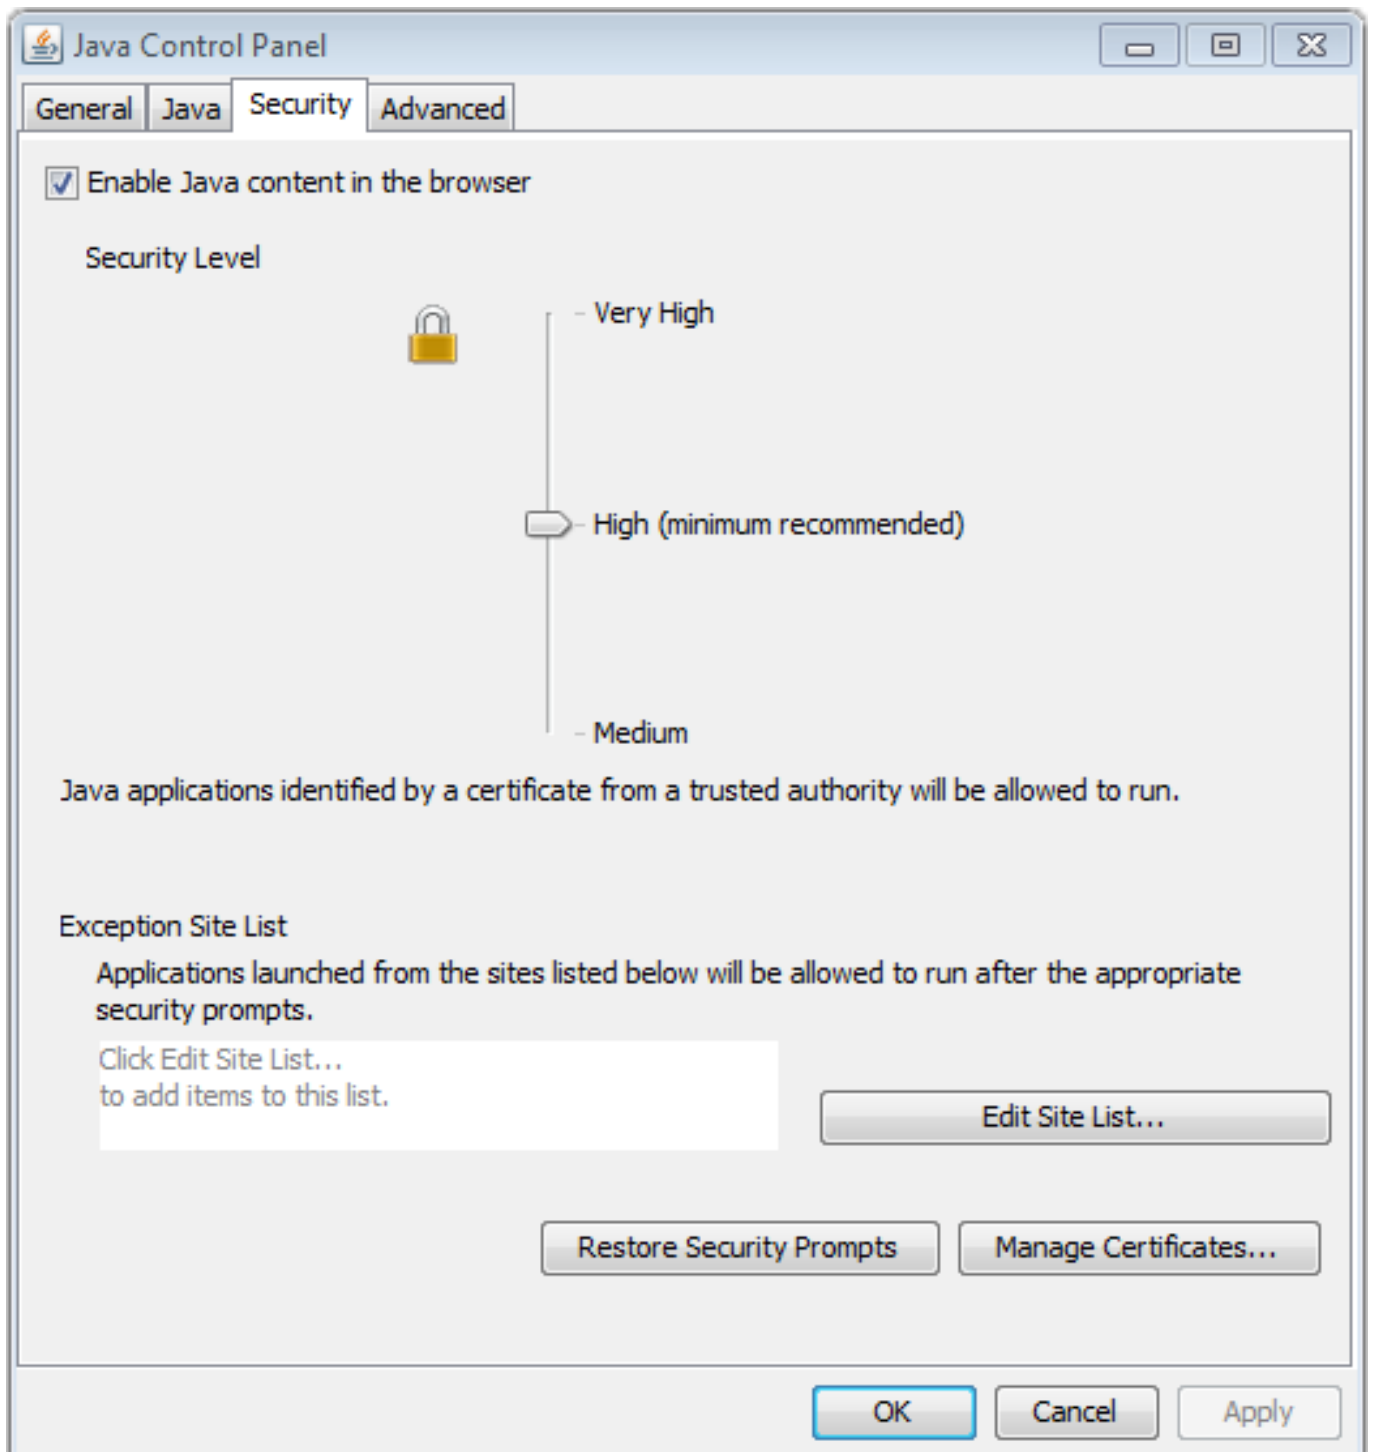 Java Control Panel
General Java Security Advanced
Enable Java content in the browser
Security Level
Very High
High (minimum recommended)
Medium
Java applications identified by a certificate from a trusted authority will be allowed to run.
Exception Site List
Applications launched from the sites listed below will be allowed to run after the appropriate
security prompts.
Click Edit Site List...
to add items to this list.
Edit Site List...
Restore Security Prompts Manage Certificates...
OK Cancel Apply